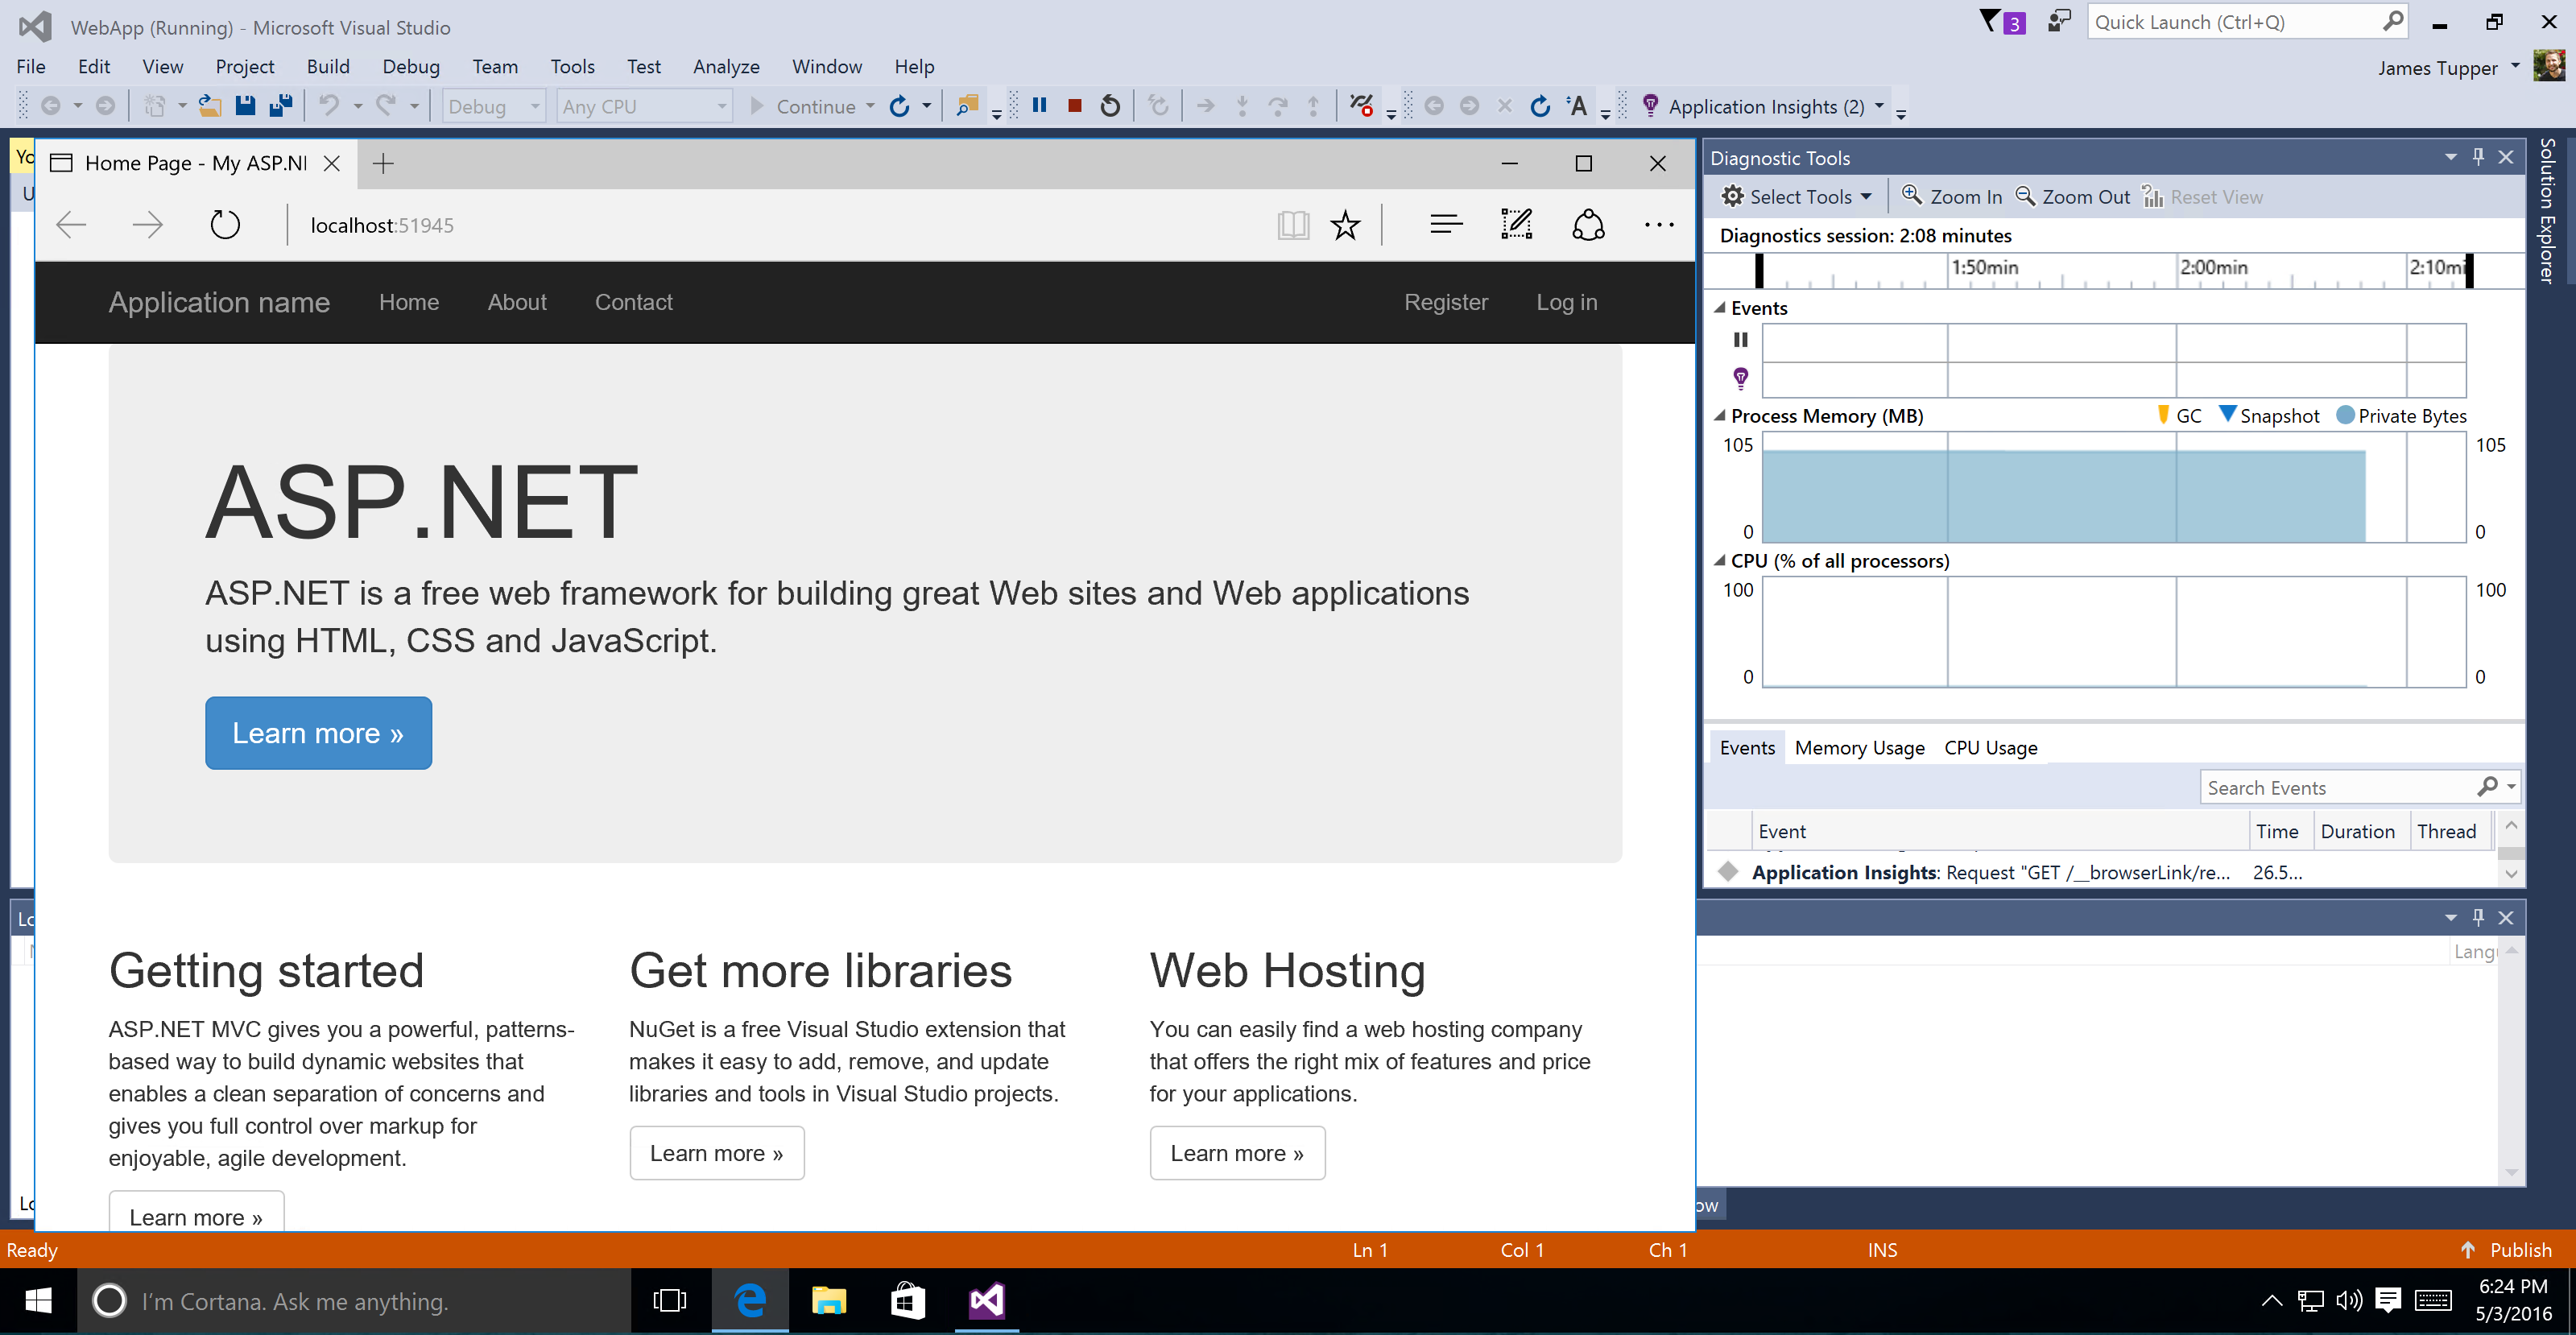 WebApp (Running) - Microsoft Visual Studio
3
Quick Launch (Ctrl+Q)
File Edit View Project Build Debug Team Tools Test Analyze Window Help
James Tupper
Debug Any CPU Continue Application Insights (2)
Yo
U
Home Page - My ASP.NE
localhost:51945
Application name Home About Contact Register Log in
ASP.NET
ASP.NET is a free web framework for building great Web sites and Web applications
using HTML, CSS and JavaScript.
Learn more »
Getting started
ASP.NET MVC gives you a powerful, patterns-
based way to build dynamic websites that
enables a clean separation of concerns and
gives you full control over markup for
enjoyable, agile development.
Learn more »
Get more libraries
NuGet is a free Visual Studio extension that
makes it easy to add, remove, and update
libraries and tools in Visual Studio projects.
Learn more »
Web Hosting
You can easily find a web hosting company
that offers the right mix of features and price
for your applications.
Learn more »
Diagnostic Tools
Select Tools Zoom In Zoom Out Reset View
Diagnostics session: 2:08 minutes
1:50min 2:00min 2:10mi
Events
Process Memory (MB) GC Snapshot Private Bytes
105 105
0 0
CPU (% of all processors)
100 100
0 0
Events Memory Usage CPU Usage
Search Events
Event Time Duration Thread
Application Insights: Request "GET /__browserLink/re... 26.5...
Solution Explorer
Lo
Langu
Lo
ow
Ready Ln 1 Col 1 Ch 1 INS Publish
I'm Cortana. Ask me anything.
6:24 PM
5/3/2016